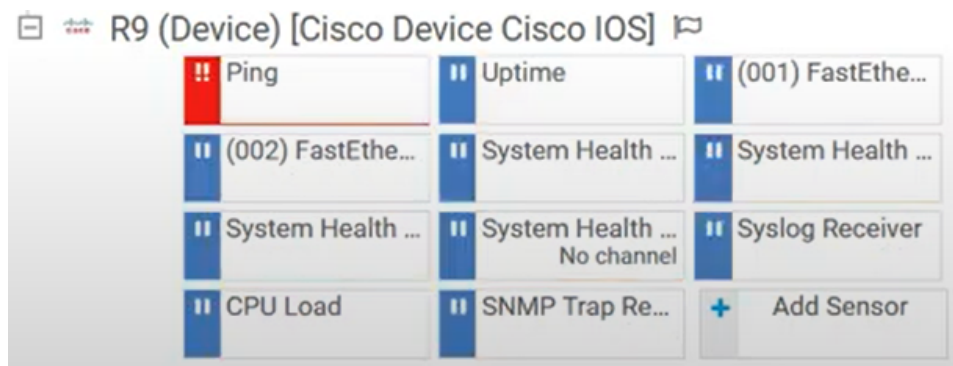 R9 (Device) [Cisco Device Cisco IOS]
Ping
Uptime
(001) FastEthe...
(002) FastEthe...
System Health ...
System Health ...
System Health ...
System Health ...
No channel
Syslog Receiver
CPU Load
SNMP Trap Re...
Add Sensor